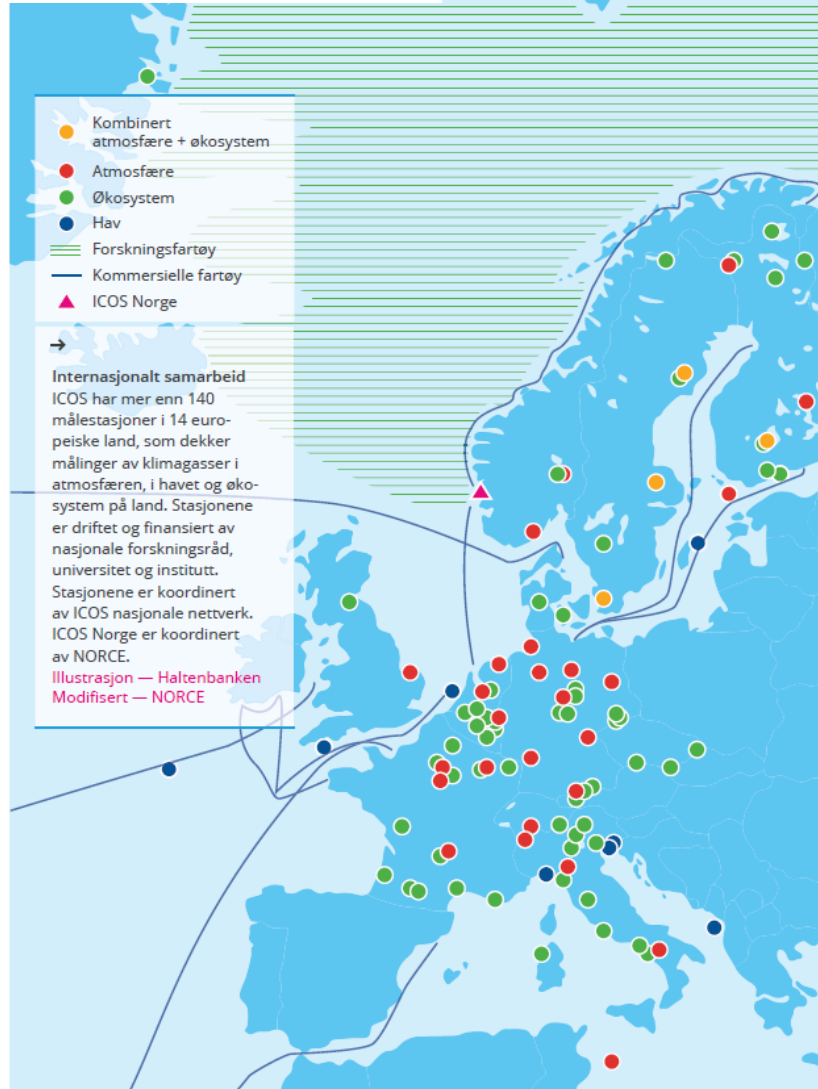 Kombinert
atmosfære + økosystem
Atmosfære
Økosystem
Hav
Forskningsfartøy
Kommersielle fartøy
ICOS Norge
→
Internasjonalt samarbeid
ICOS har mer enn 140
målestasjoner i 14 euro-
peiske land, som dekker
målinger av klimagasser i
atmosfæren, i havet og øko-
system på land. Stasjonene
er driftet og finansiert av
nasjonale forskningsråd,
universitet og institutt.
Stasjonene er koordinert
av ICOS nasjonale nettverk.
ICOS Norge er koordinert
av NORCE.
Illustrasjon — Haltenbanken
Modifisert — NORCE